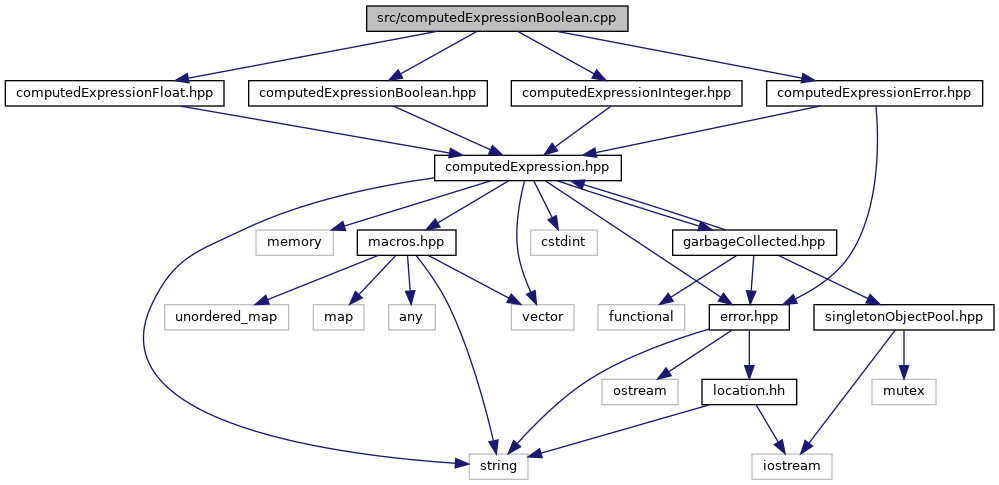 src/computedExpressionBoolean.cpp
computedExpressionFloat.hpp
computedExpressionBoolean.hpp
computedExpressionInteger.hpp
computedExpressionError.hpp
computedExpression.hpp
memory
macros.hpp
cstdint
garbageCollected.hpp
unordered_map
map
any
vector
functional
error.hpp
singletonObjectPool.hpp
ostream
location.hh
mutex
string
iostream